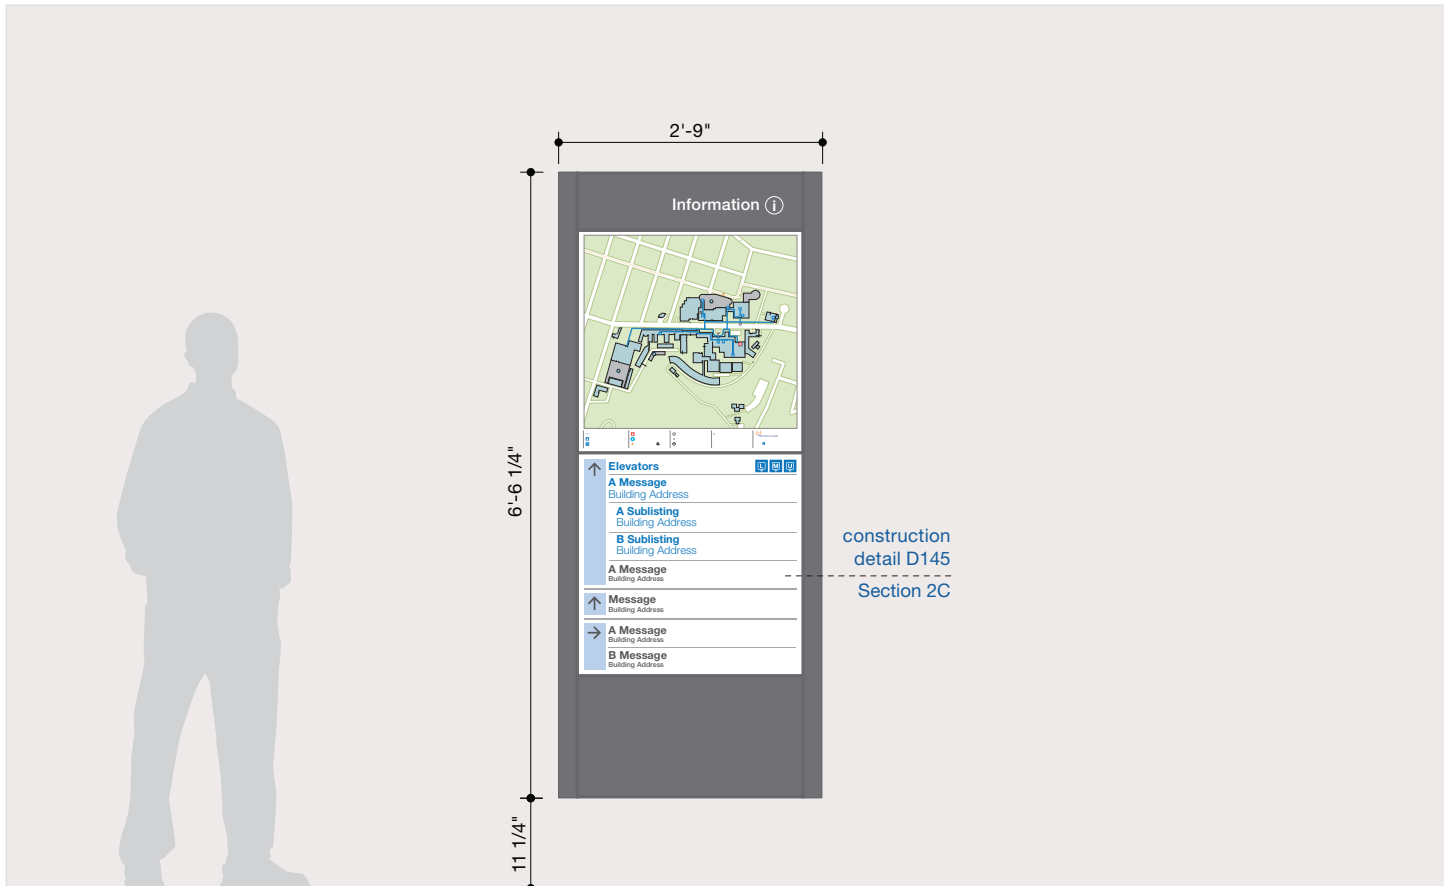 2'-9"
Information i
6'-6 1/4"
Elevators L M U
A Message
Building Address
A Sublisting
Building Address
B Sublisting
Building Address
A Message
Building Address
Message
Building Address
A Message
Building Address
B Message
Building Address
construction
detail D145
Section 2C
11 1/4"